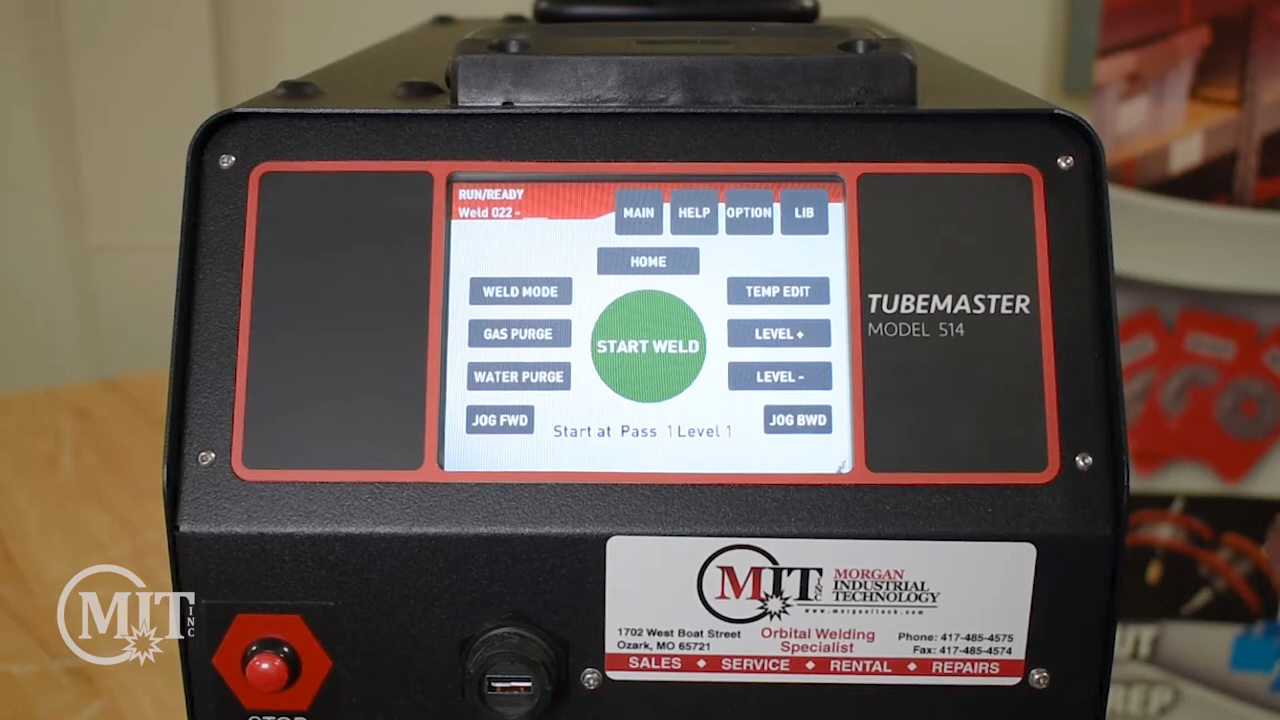 RUN/READY
Weld 022 -
MAIN
HELP
OPTION
LIB
HOME
WELD MODE
TEMP EDIT
GAS PURGE
START WELD
LEVEL +
WATER PURGE
LEVEL -
JOG FWD
JOG BWD
Start at Pass 1 Level 1
TUBEMASTER
MODEL 514
MIT INC
MORGAN
INDUSTRIAL
TECHNOLOGY
www.morganitech.com
1702 West Boat Street
Ozark, MO 65721
Orbital Welding
Specialist
Phone: 417-485-4575
Fax: 417-485-4574
SALES ◆ SERVICE ◆ RENTAL ◆ REPAIRS
STOP
MIT INC